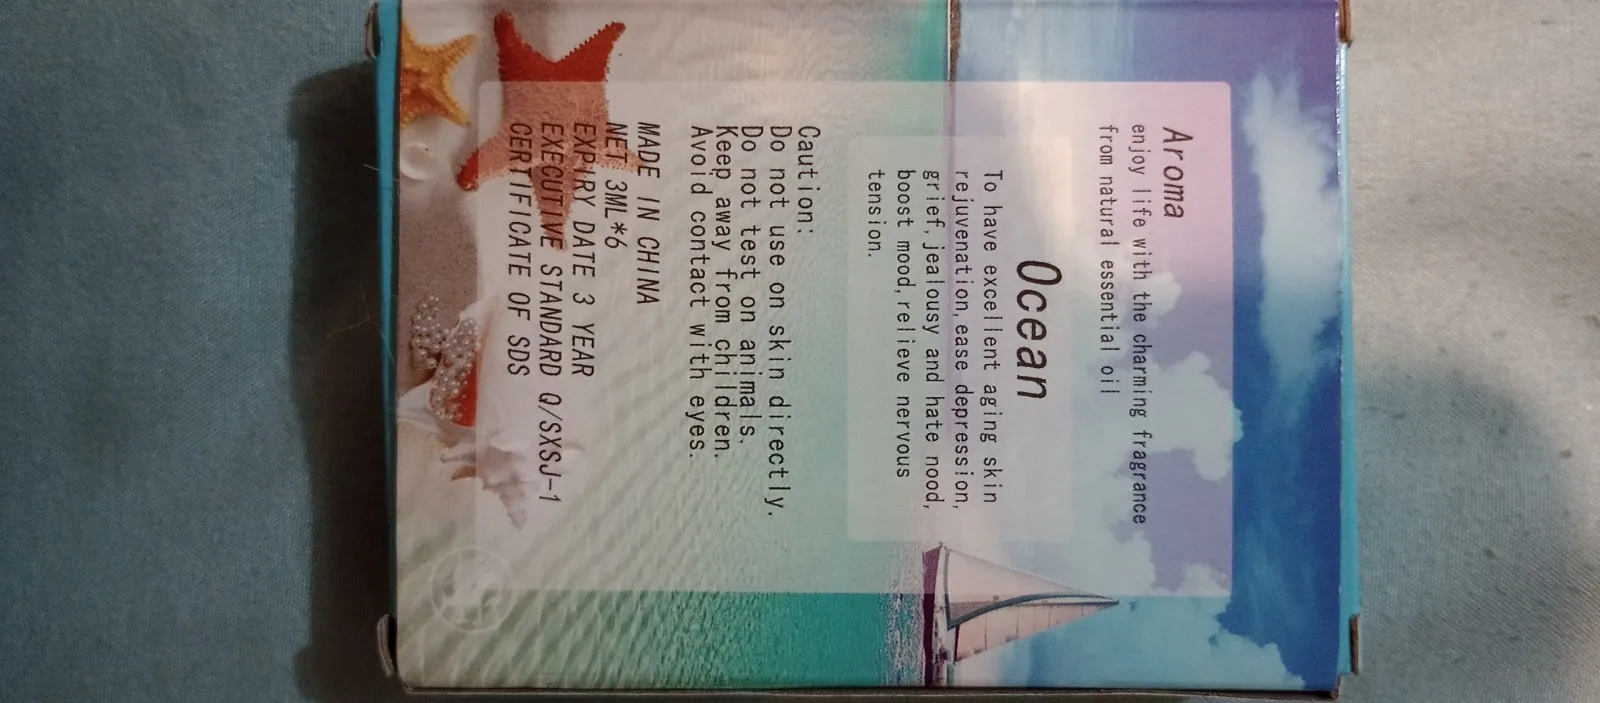 Aroma
enjoy life with the charming fragrance
from natural essential oil
Ocean
To have excellent aging skin
rejuvenation, ease depression,
grief, jealousy and hate nood,
boost mood, relieve nervous
tension.
Caution:
Do not use on skin directly.
Do not test on animals.
Keep away from children.
Avoid contact with eyes.
MADE IN CHINA
NET 3ML*6
EXPIRY DATE 3 YEAR
EXECUTIVE STANDARD Q/SXSJ-1
CERTIFICATE OF SDS